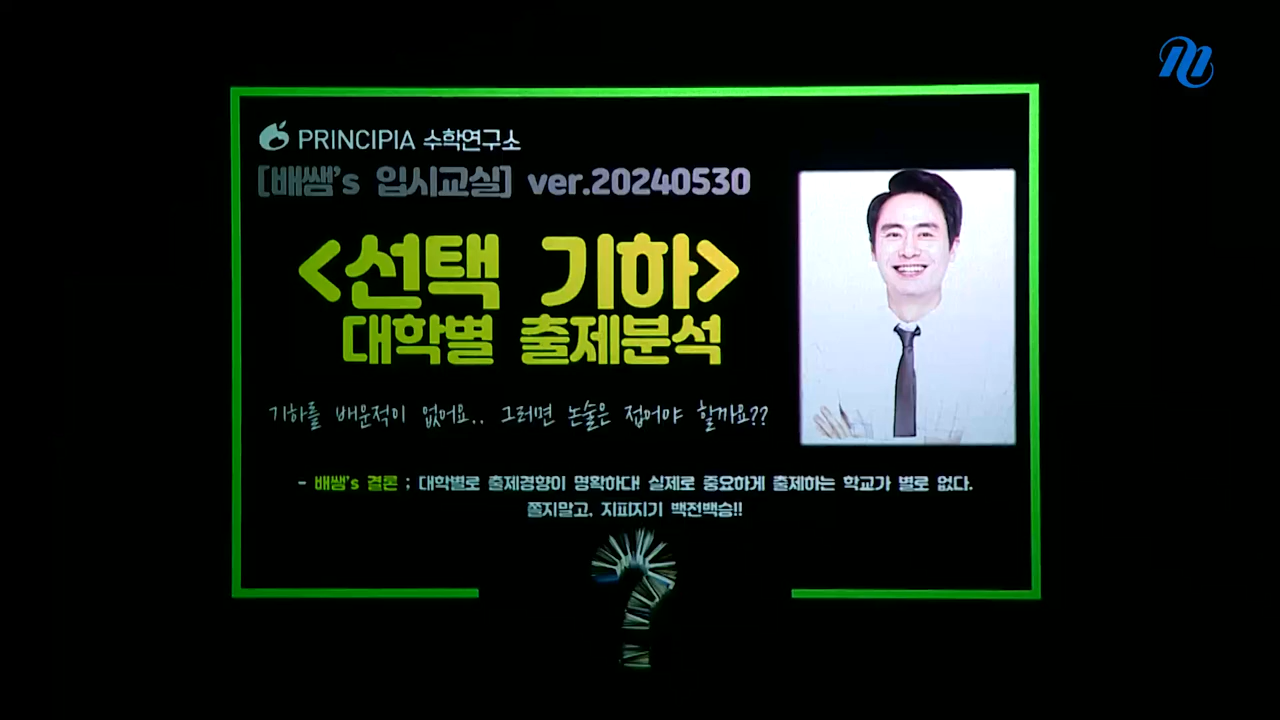 PRINCIPIA 수학연구소
[배쌤's 입시교실] ver.20240530
<선택 기하>
대학별 출제분석
기하를 배운적이 없어요.. 그러면 논술은 접어야 할까요??
- 배쌤's 결론 ; 대학별로 출제경향이 명확하다! 실제로 중요하게 출제하는 학교가 별로 없다.
쫄지말고, 지피지기 백전백승!!